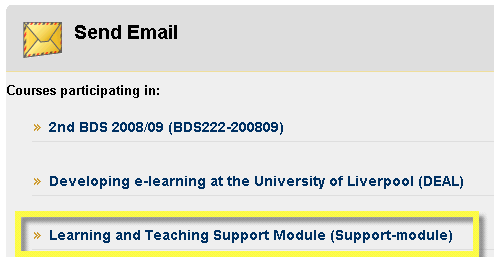 Send Email
Courses participating in:
» 2nd BDS 2008/09 (BDS222-200809)
» Developing e-learning at the University of Liverpool (DEAL)
» Learning and Teaching Support Module (Support-module)